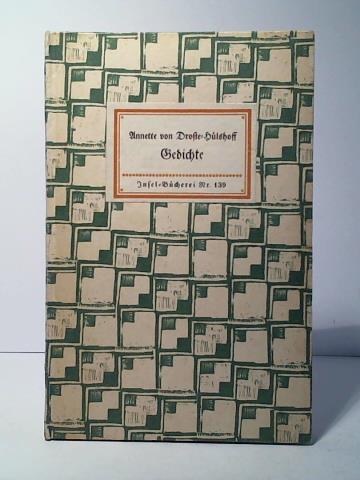 Annette von Droste-Hülshoff
Gedichte
Insel-Bücherei Nr. 139